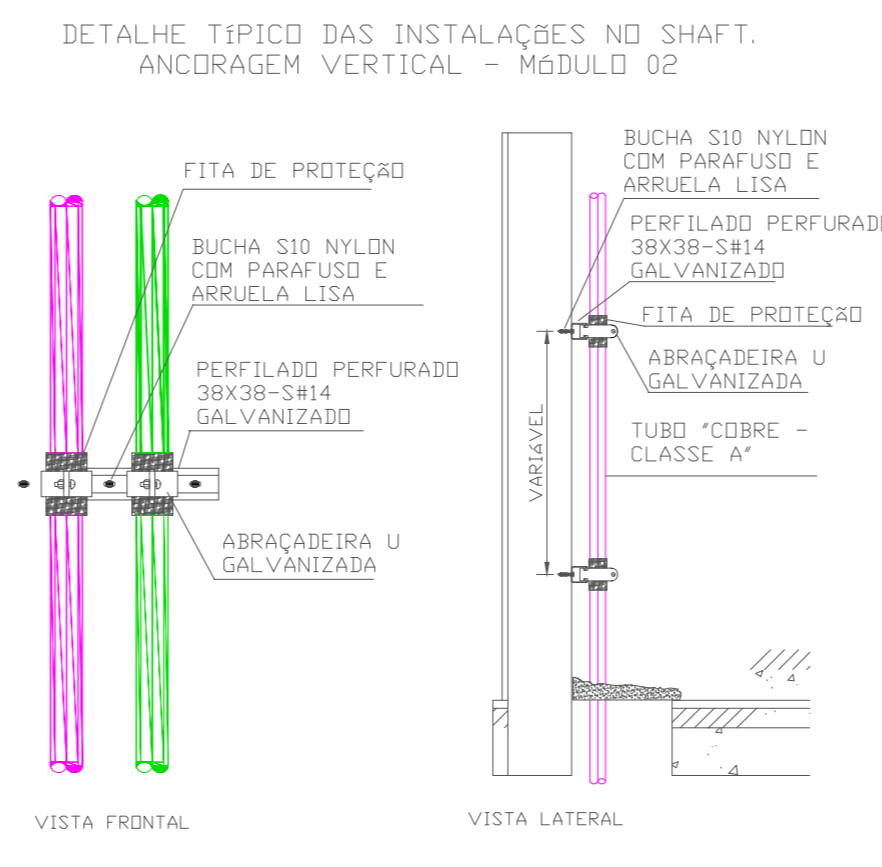 DETALHE TíPICO DAS INSTALAÇõES NO SHAFT.
ANCORAGEM VERTICAL - MóDULO 02
FITA DE PROTEÇãO
BUCHA S10 NYLON
COM PARAFUSO E
ARRUELA LISA
PERFILADO PERFURADO
38X38-S#14
GALVANIZADO
ABRAÇADEIRA U
GALVANIZADA
VISTA FRONTAL
BUCHA S10 NYLON
COM PARAFUSO E
ARRUELA LISA
PERFILADO PERFURAD
38X38-S#14
GALVANIZADO
FITA DE PROTEÇãO
ABRAÇADEIRA U
GALVANIZADA
VARIáVEL
TUBO "COBRE -
CLASSE A"
VISTA LATERAL